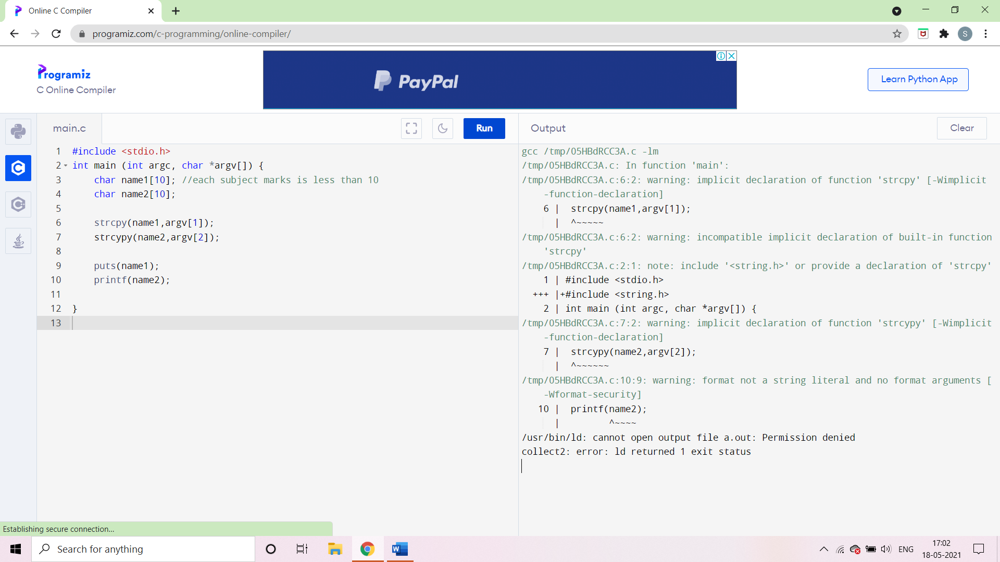 Online C Compiler
programiz.com/c-programming/online-compiler/
S
Programiz
C Online Compiler
PayPal
Learn Python App
main.c
Run
Output
Clear
1 #include <stdio.h>
2 int main (int argc, char *argv[]) {
3 char name1[10]; //each subject marks is less than 10
4 char name2[10];
5
6 strcpy(name1,argv[1]);
7 strcypy(name2,argv[2]);
8
9 puts(name1);
10 printf(name2);
11
12 }
13
gcc /tmp/05HBdRCC3A.c -lm
/tmp/05HBdRCC3A.c: In function 'main':
/tmp/05HBdRCC3A.c:6:2: warning: implicit declaration of function 'strcpy' [-Wimplicit
-function-declaration]
6 | strcpy(name1,argv[1]);
| ^~~~~~
/tmp/05HBdRCC3A.c:6:2: warning: incompatible implicit declaration of built-in function
'strcpy'
/tmp/05HBdRCC3A.c:2:1: note: include '<string.h>' or provide a declaration of 'strcpy'
1 | #include <stdio.h>
+++ |+#include <string.h>
2 | int main (int argc, char *argv[]) {
/tmp/05HBdRCC3A.c:7:2: warning: implicit declaration of function 'strcypy' [-Wimplicit
-function-declaration]
7 | strcypy(name2,argv[2]);
| ^~~~~~~
/tmp/05HBdRCC3A.c:10:9: warning: format not a string literal and no format arguments [
-Wformat-security]
10 | printf(name2);
| ^~~~~
/usr/bin/ld: cannot open output file a.out: Permission denied
collect2: error: ld returned 1 exit status
Establishing secure connection...
Search for anything
ENG
17:02
18-05-2021